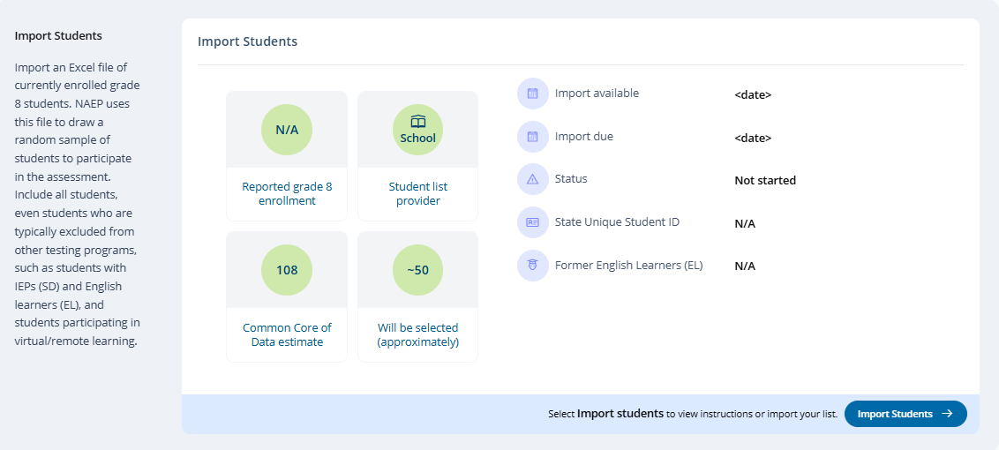 Import Students
Import an Excel file of
currently enrolled grade
8 students. NAEP uses
this file to draw a
random sample of
students to participate
in the assessment.
Include all students,
even students who are
typically excluded from
other testing programs,
such as students with
IEPs (SD) and English
learners (EL), and
students participating in
virtual/remote learning.
Import Students
N/A
Reported grade 8
enrollment
School
Student list
provider
108
Common Core of
Data estimate
~50
Will be selected
(approximately)
Import available <date>
Import due <date>
Status Not started
State Unique Student ID N/A
Former English Learners (EL) N/A
Select Import students to view instructions or import your list. Import Students →